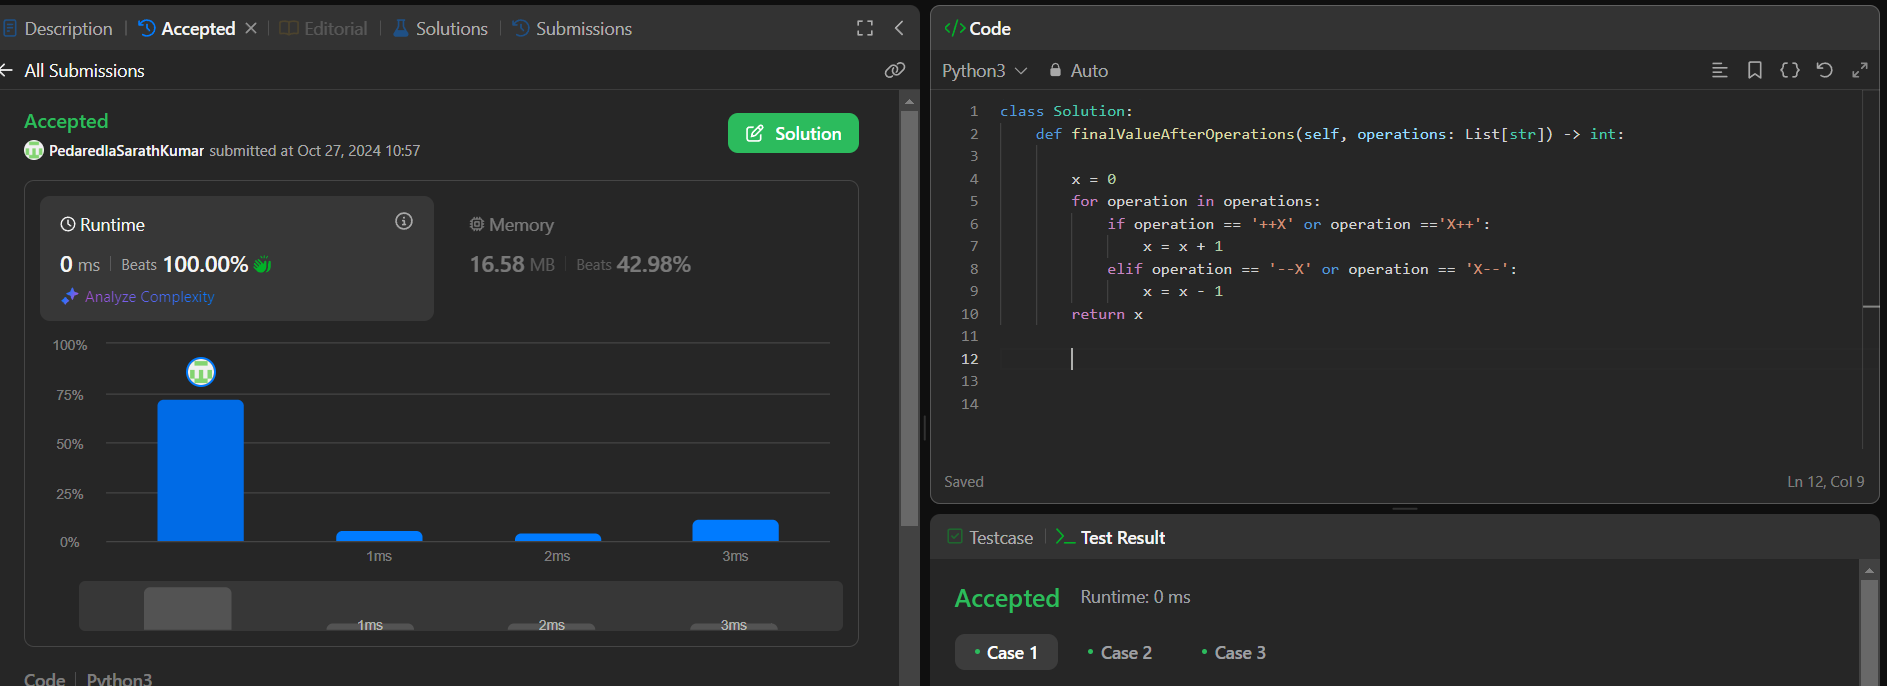 Description | Accepted | Editorial | Solutions | Submissions
All Submissions
Accepted
PedaredlaSarathKumar submitted at Oct 27, 2024 10:57
Solution
Runtime
0 ms | Beats 100.00%
Analyze Complexity
Memory
16.58 MB | Beats 42.98%
100%
75%
50%
25%
0%
1ms 2ms 3ms
1ms 2ms 3ms
Code | Python3
</> Code
Python3 Auto
1 class Solution:
2     def finalValueAfterOperations(self, operations: List[str]) -> int:
3
4         x = 0
5         for operation in operations:
6             if operation == '++X' or operation =='X++':
7                 x = x + 1
8             elif operation == '--X' or operation == 'X--':
9                 x = x - 1
10         return x
11
12
13
14
Saved Ln 12, Col 9
Testcase | >_ Test Result
Accepted Runtime: 0 ms
• Case 1 • Case 2 • Case 3